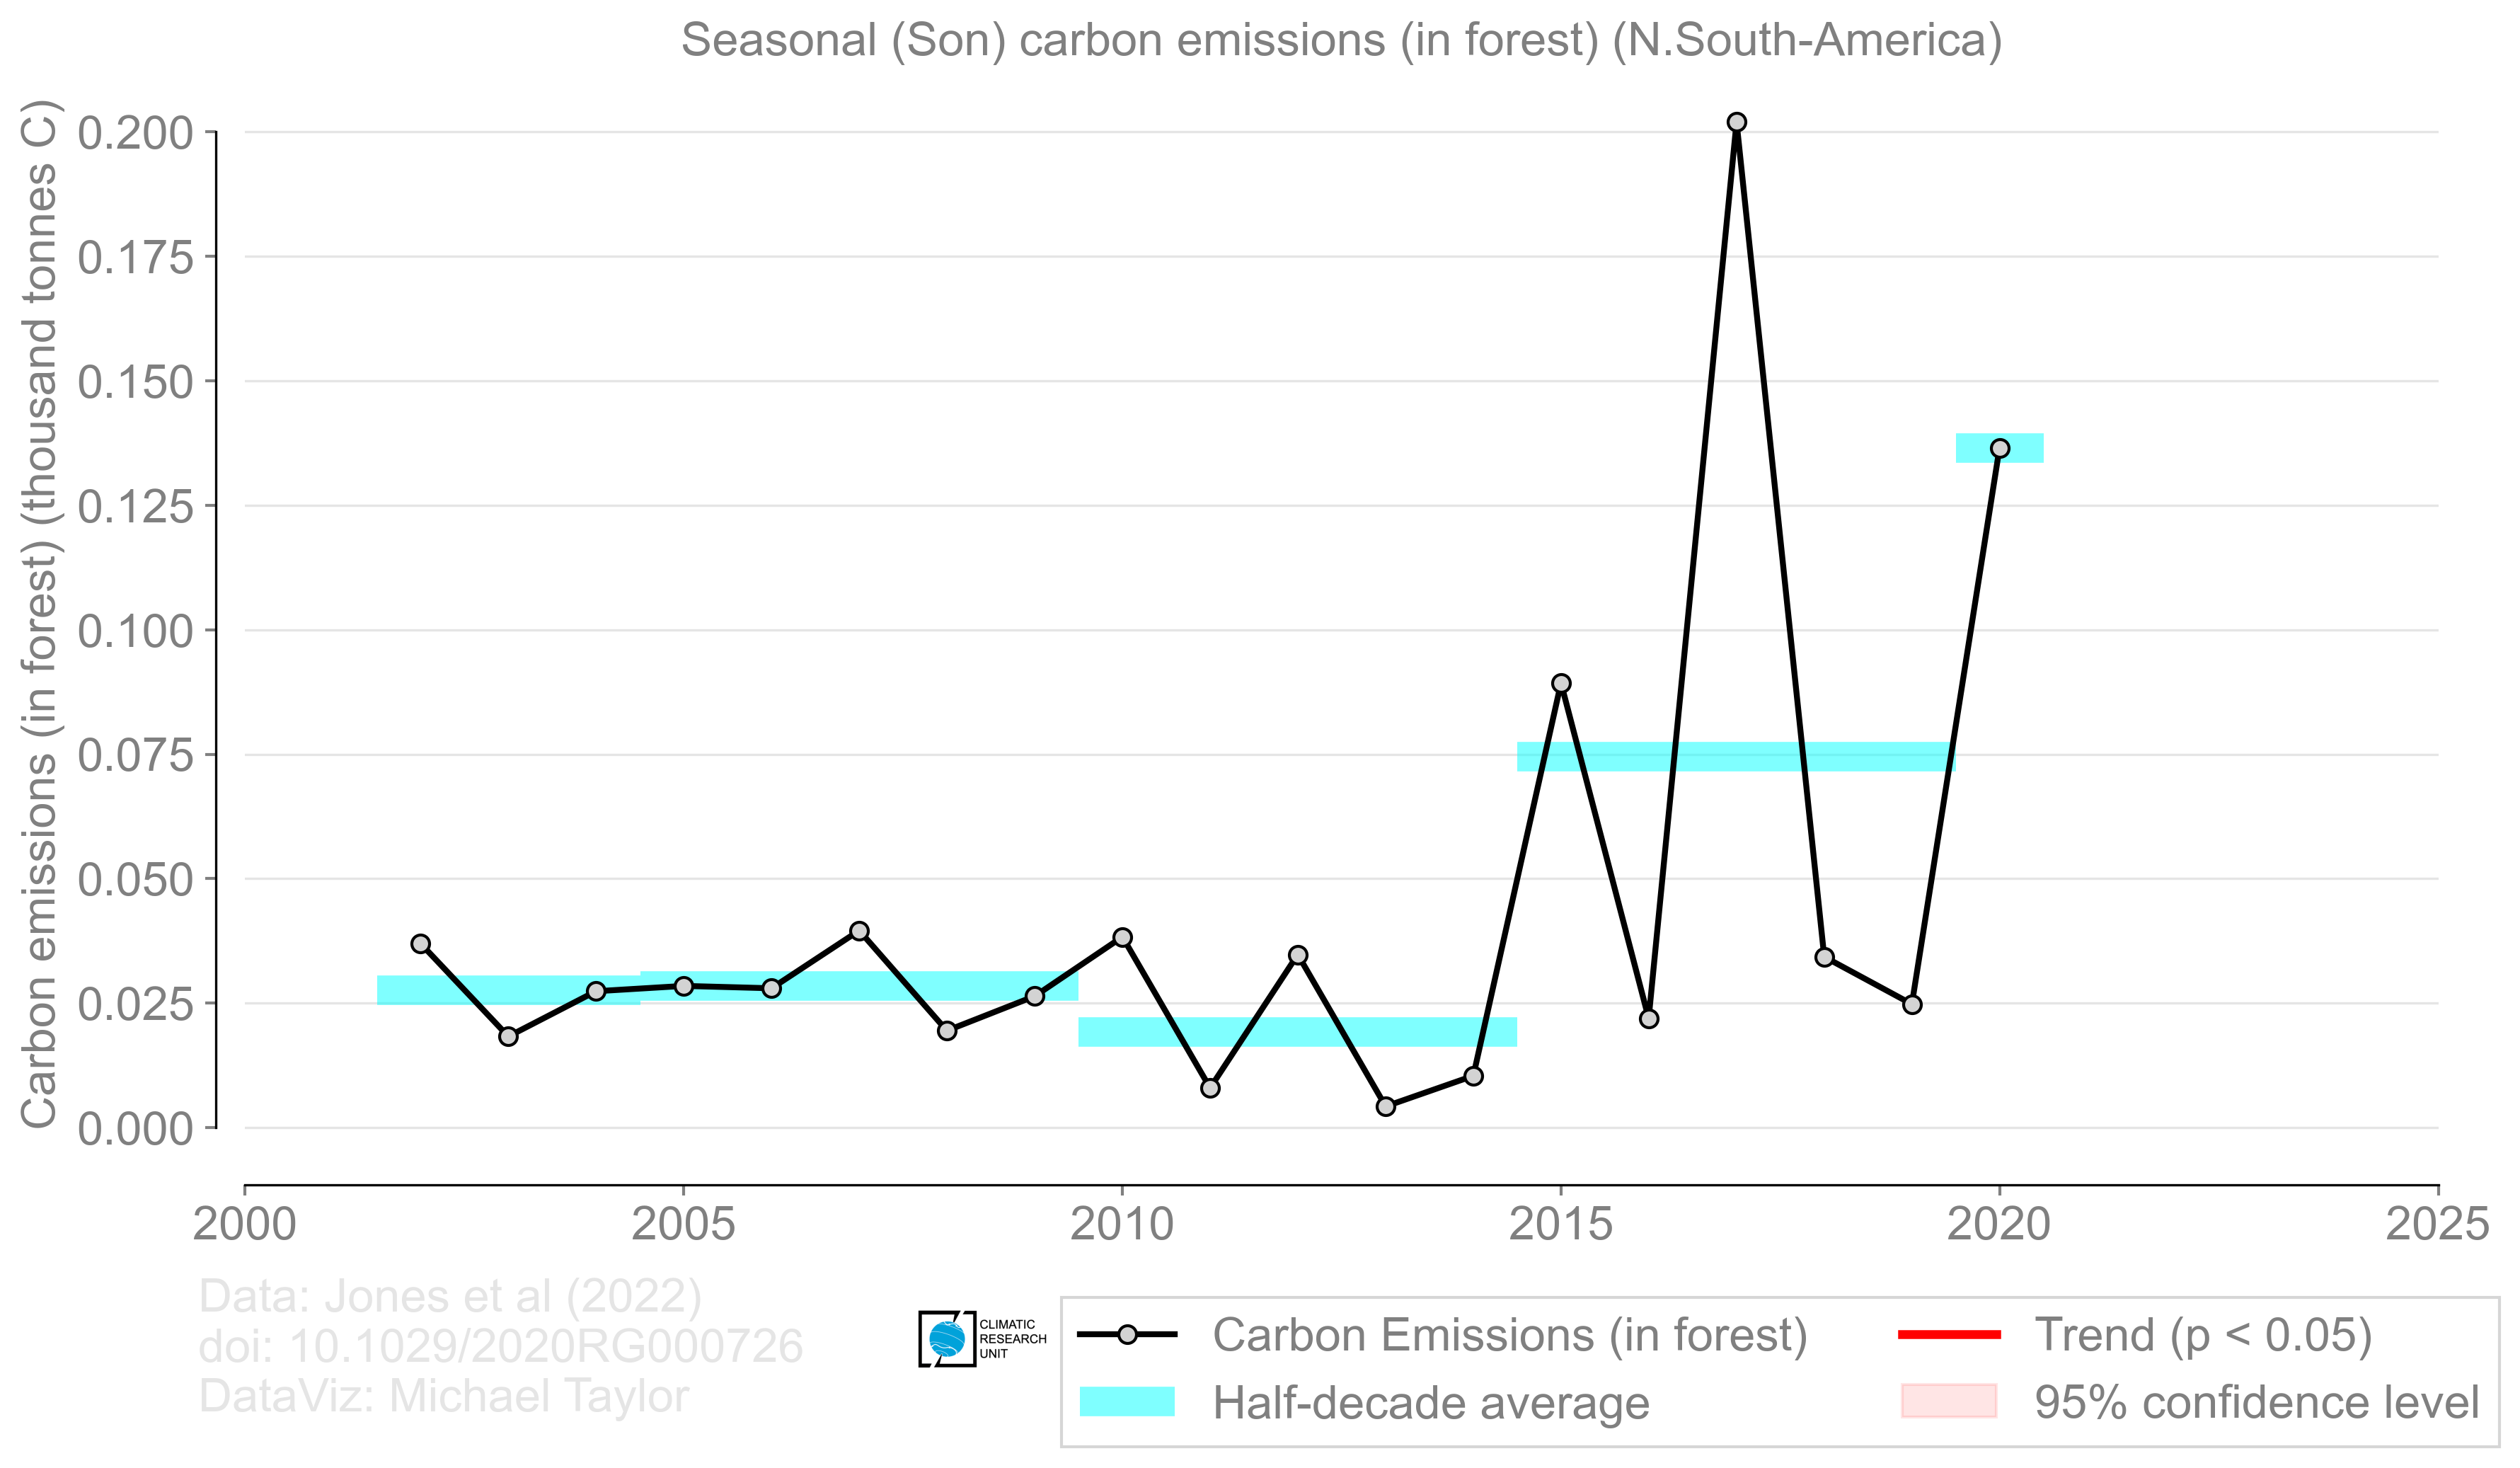 Seasonal (Son) carbon emissions (in forest) (N.South-America)
Carbon emissions (in forest) (thousand tonnes C)
0.200
0.175
0.150
0.125
0.100
0.075
0.050
0.025
0.000
2000
2005
2010
2015
2020
2025
Data: Jones et al (2022)
doi: 10.1029/2020RG000726
DataViz: Michael Taylor
CLIMATIC
RESEARCH
UNIT
Carbon Emissions (in forest)
Half-decade average
Trend (p < 0.05)
95% confidence level